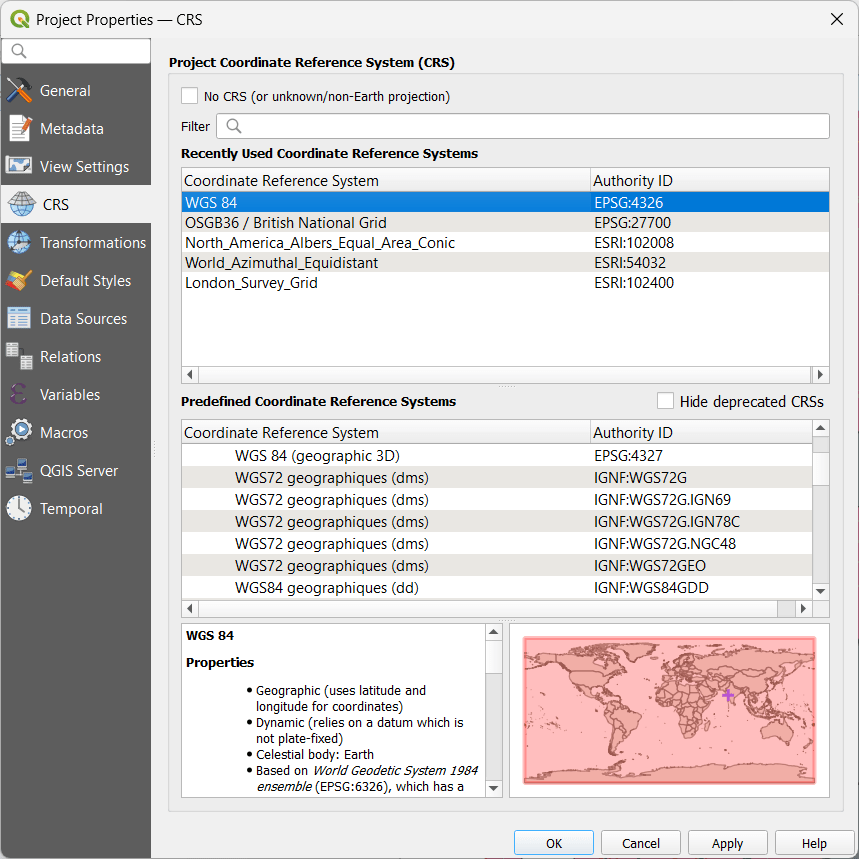 Project Properties — CRS
General
Metadata
View Settings
CRS
Transformations
Default Styles
Data Sources
Relations
Variables
Macros
QGIS Server
Temporal
Project Coordinate Reference System (CRS)
No CRS (or unknown/non-Earth projection)
Filter
Recently Used Coordinate Reference Systems
Coordinate Reference System Authority ID
WGS 84 EPSG:4326
OSGB36 / British National Grid EPSG:27700
North_America_Albers_Equal_Area_Conic ESRI:102008
World_Azimuthal_Equidistant ESRI:54032
London_Survey_Grid ESRI:102400
Predefined Coordinate Reference Systems Hide deprecated CRSs
Coordinate Reference System Authority ID
WGS 84 (geographic 3D) EPSG:4327
WGS72 geographiques (dms) IGNF:WGS72G
WGS72 geographiques (dms) IGNF:WGS72G.IGN69
WGS72 geographiques (dms) IGNF:WGS72G.IGN78C
WGS72 geographiques (dms) IGNF:WGS72G.NGC48
WGS72 geographiques (dms) IGNF:WGS72GEO
WGS84 geographiques (dd) IGNF:WGS84GDD
WGS 84
Properties
• Geographic (uses latitude and
longitude for coordinates)
• Dynamic (relies on a datum which is
not plate-fixed)
• Celestial body: Earth
• Based on World Geodetic System 1984
ensemble (EPSG:6326), which has a
OK Cancel Apply Help